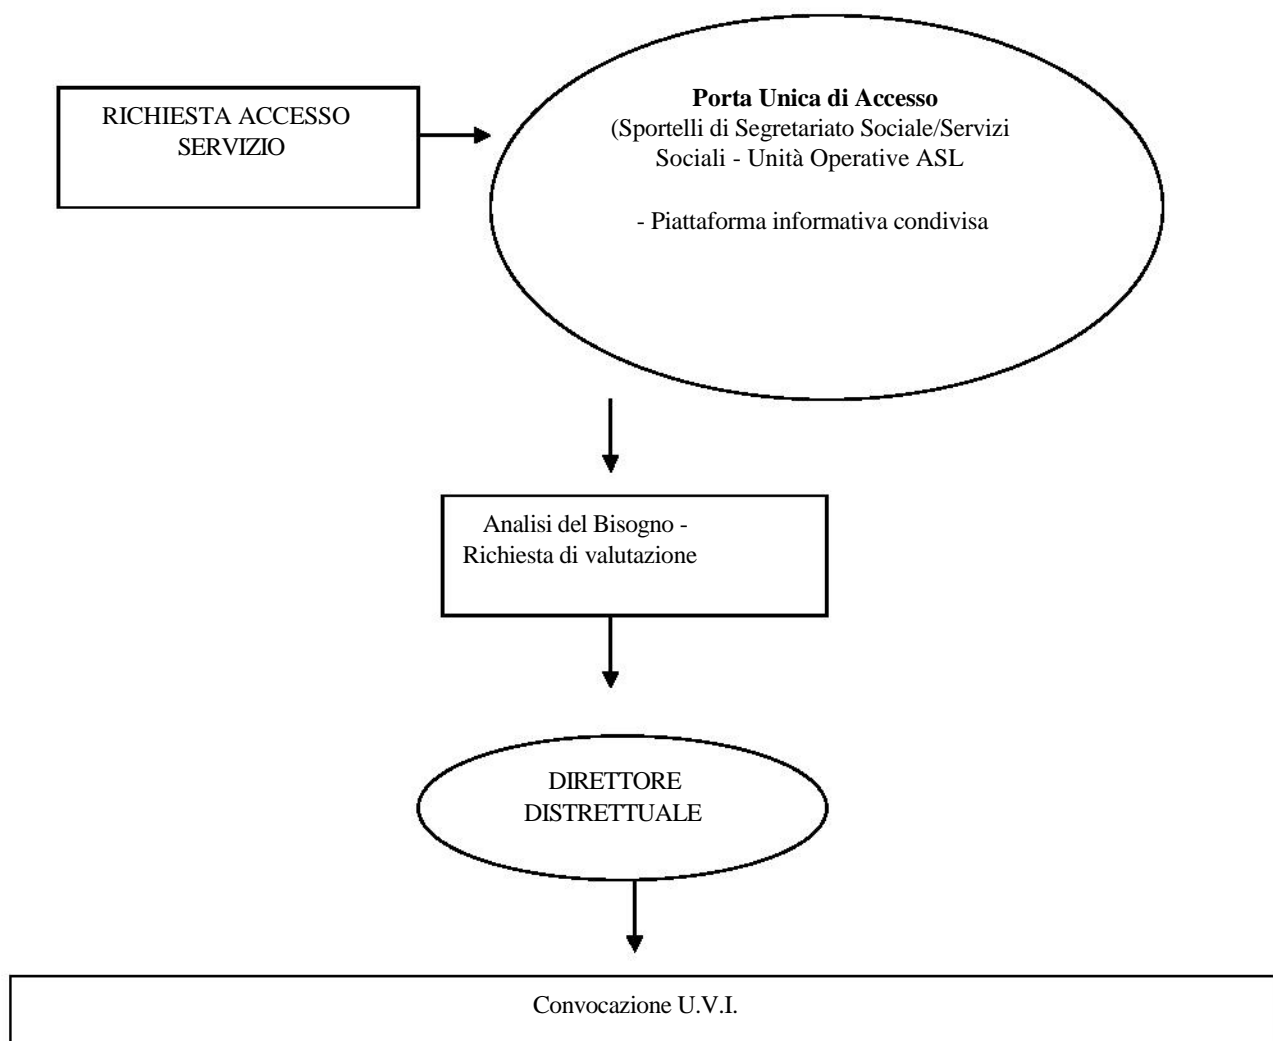 RICHIESTA ACCESSO
SERVIZIO
Porta Unica di Accesso
(Sportelli di Segretariato Sociale/Servizi
Sociali - Unità Operative ASL
- Piattaforma informativa condivisa
Analisi del Bisogno -
Richiesta di valutazione
DIRETTORE
DISTRETTUALE
Convocazione U.V.I.